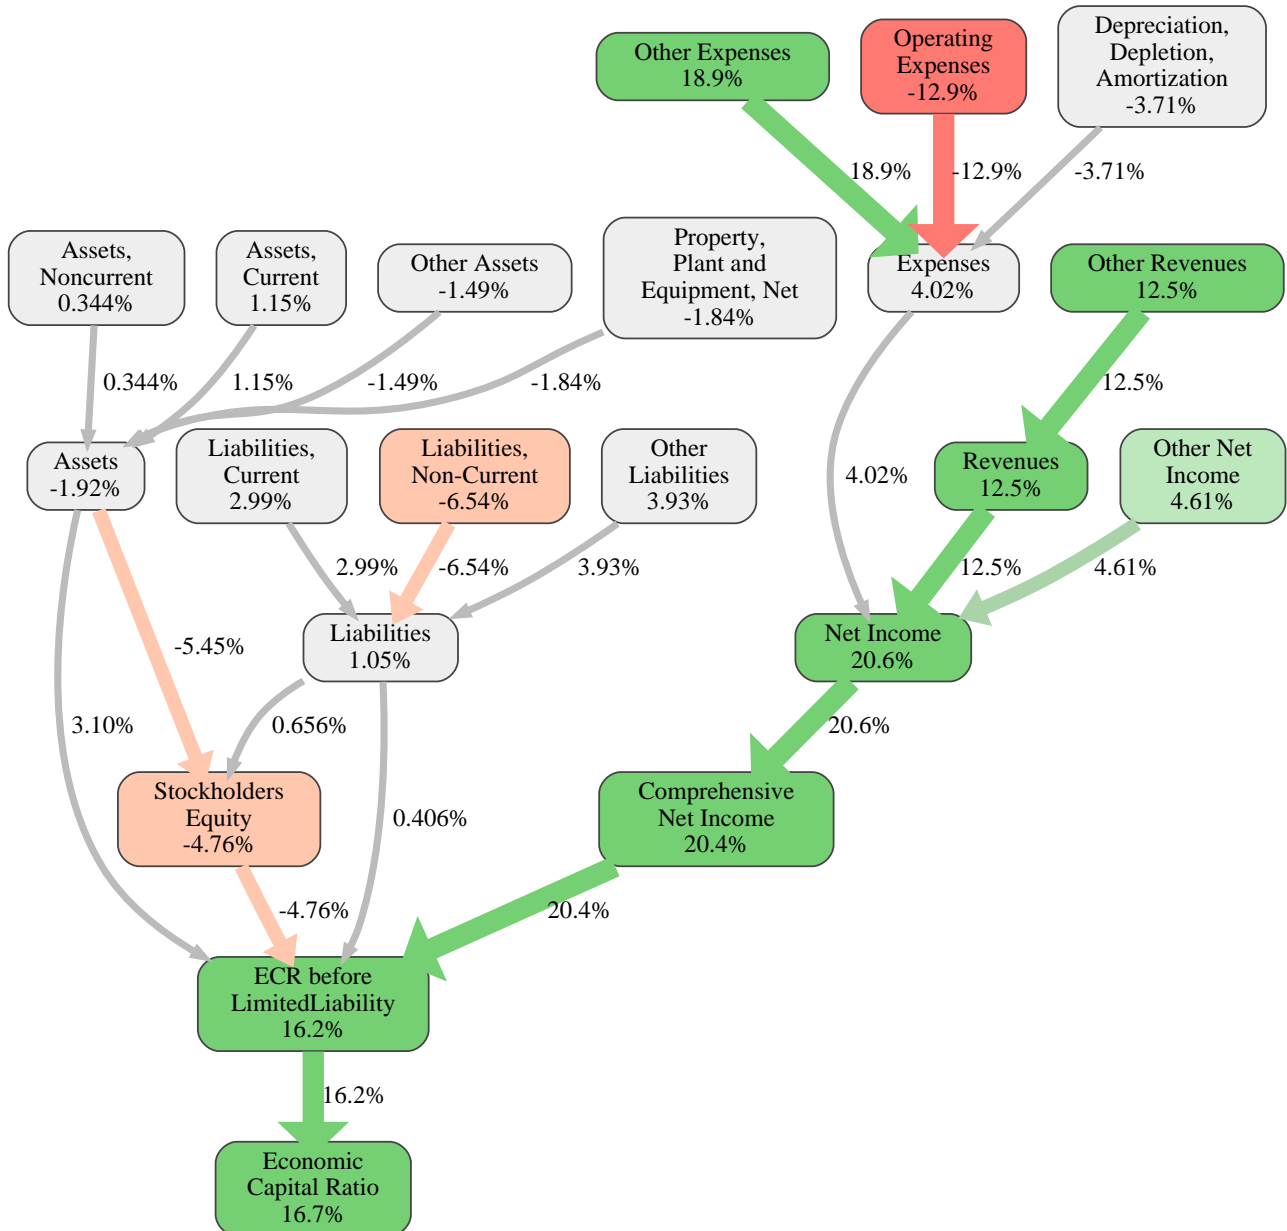 Other Expenses
18.9%
Operating
Expenses
-12.9%
Depreciation,
Depletion,
Amortization
-3.71%
18.9%
-12.9%
-3.71%
Assets,
Noncurrent
0.344%
Assets,
Current
1.15%
Other Assets
-1.49%
Property,
Plant and
Equipment, Net
-1.84%
Expenses
4.02%
Other Revenues
12.5%
0.344%
1.15%
-1.49%
-1.84%
12.5%
Assets
-1.92%
Liabilities,
Current
2.99%
Liabilities,
Non-Current
-6.54%
Other
Liabilities
3.93%
4.02%
Revenues
12.5%
Other Net
Income
4.61%
2.99%
-6.54%
3.93%
12.5%
4.61%
-5.45%
Liabilities
1.05%
Net Income
20.6%
3.10%
0.656%
20.6%
Stockholders
Equity
-4.76%
0.406%
Comprehensive
Net Income
20.4%
-4.76%
20.4%
ECR before
LimitedLiability
16.2%
16.2%
Economic
Capital Ratio
16.7%